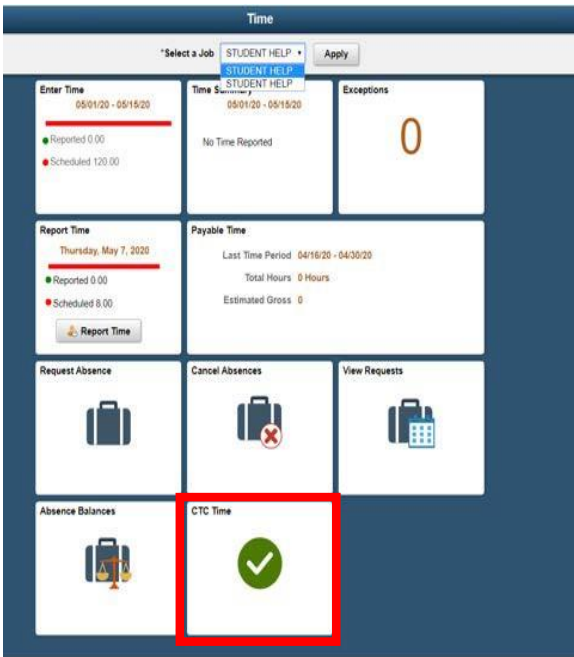 Time
*Select a Job STUDENT HELP Apply
STUDENT HELP
STUDENT HELP
Enter Time
05/01/20 - 05/15/20
Reported 0.00
Scheduled 120.00
Time Summary
05/01/20 - 05/15/20
No Time Reported
Exceptions
0
Report Time
Thursday, May 7, 2020
Reported 0.00
Scheduled 8.00
Report Time
Payable Time
Last Time Period 04/16/20 - 04/30/20
Total Hours 0 Hours
Estimated Gross 0
Request Absence
Cancel Absences
View Requests
Absence Balances
CTC Time